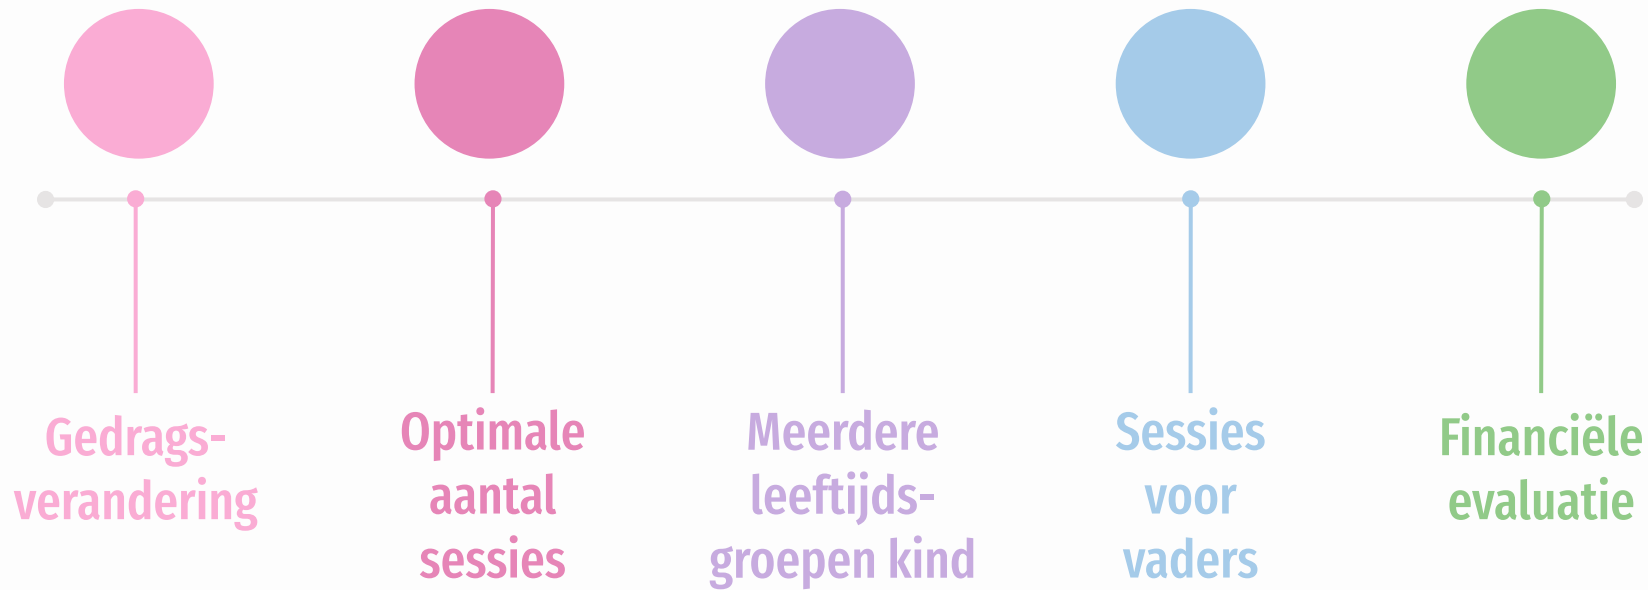 Gedrags-
verandering
Optimale
aantal
sessies
Meerdere
leeftijds-
groepen kind
Sessies
voor
vaders
Financiële
evaluatie